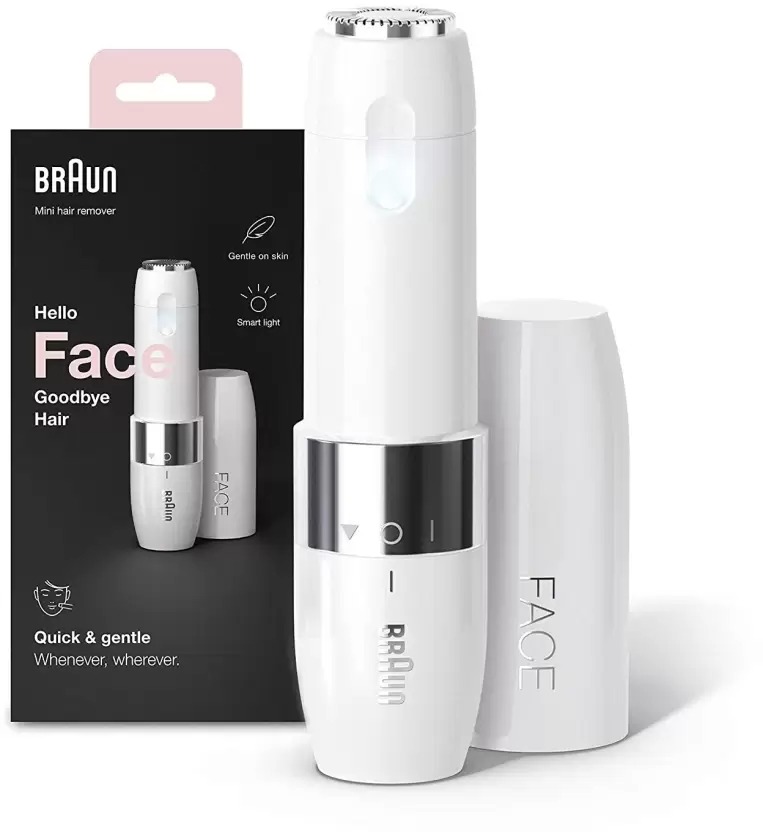 BRAUN
Mini hair remover
Gentle on skin
Smart light
Hello
Face
Goodbye
Hair
BRAUN
FACE
Quick & gentle
Whenever, wherever.
BRAUN
FACE